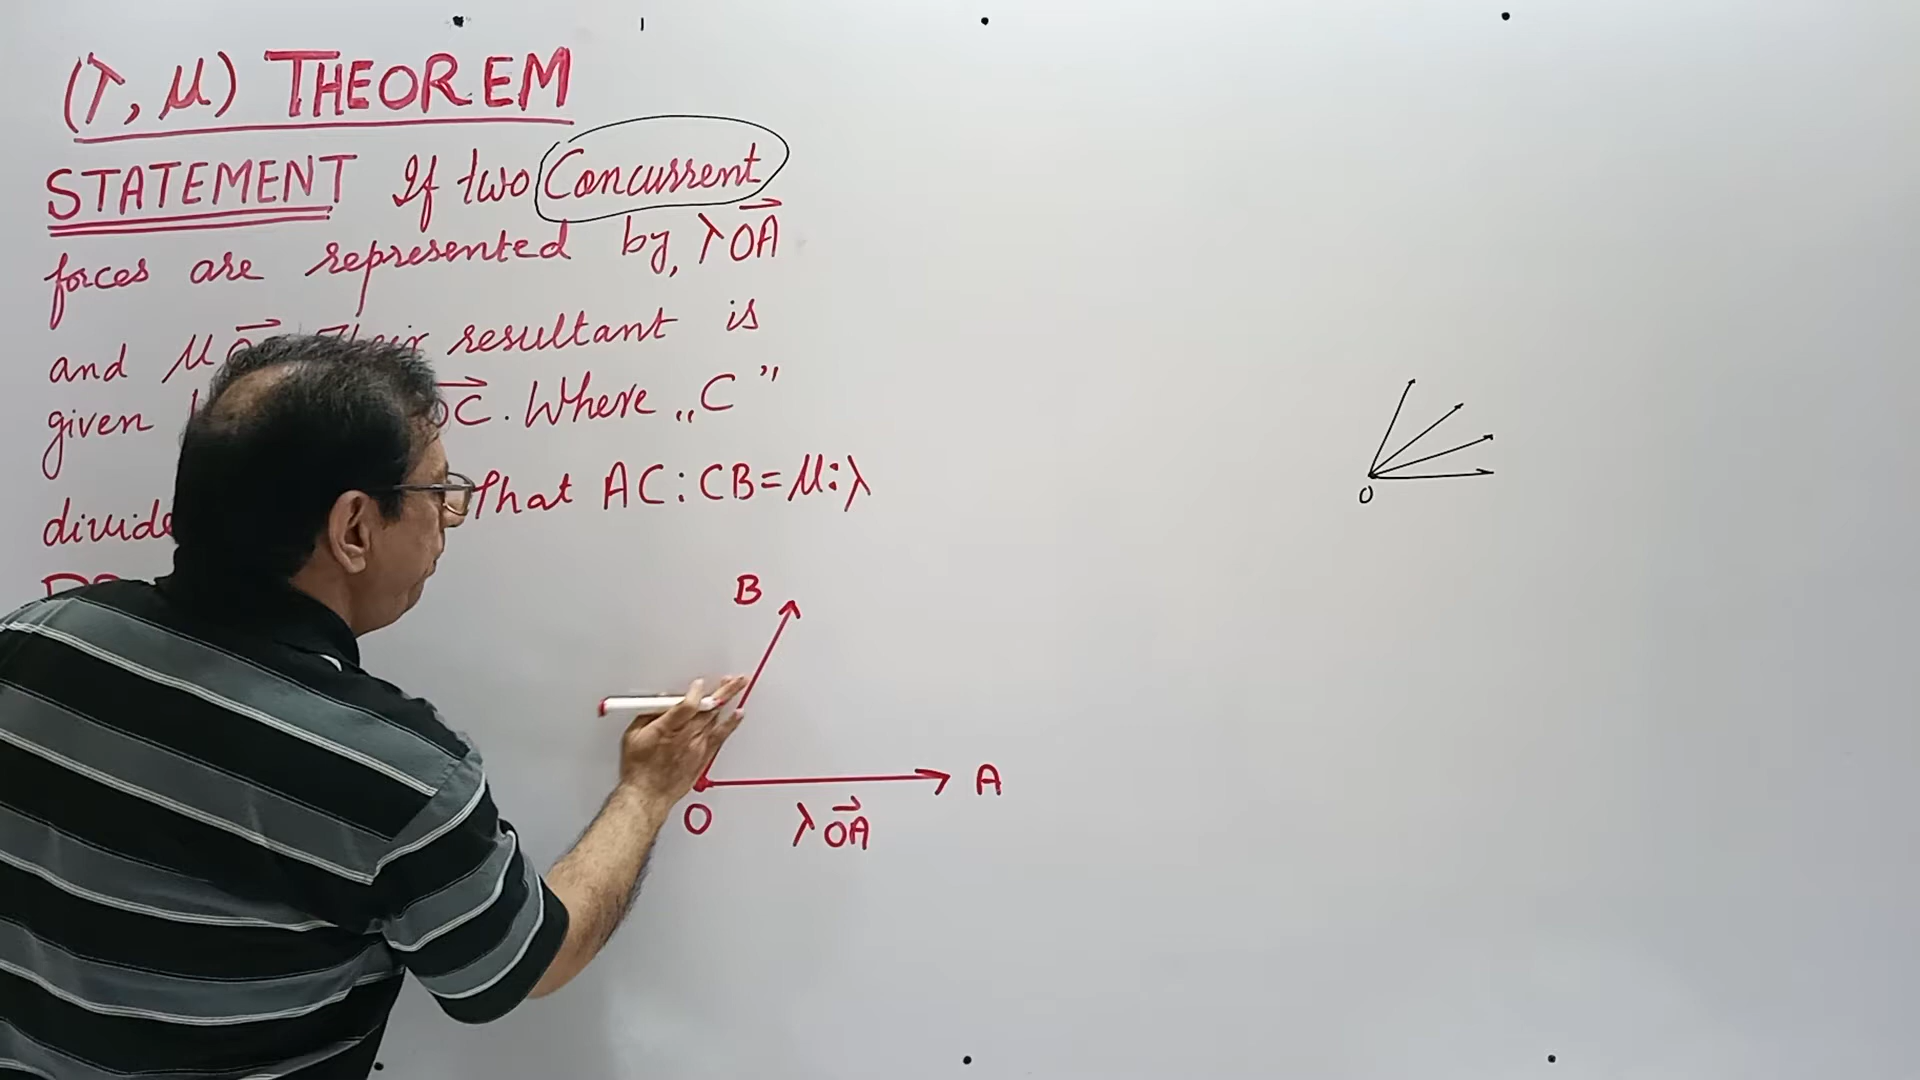 (λ, μ) THEOREM
STATEMENT If two Concurrent
forces are represented by, λ OA
and μ Their resultant is
given OC. Where "C"
That AC : CB = μ : λ
B
A
O
λ OA
O